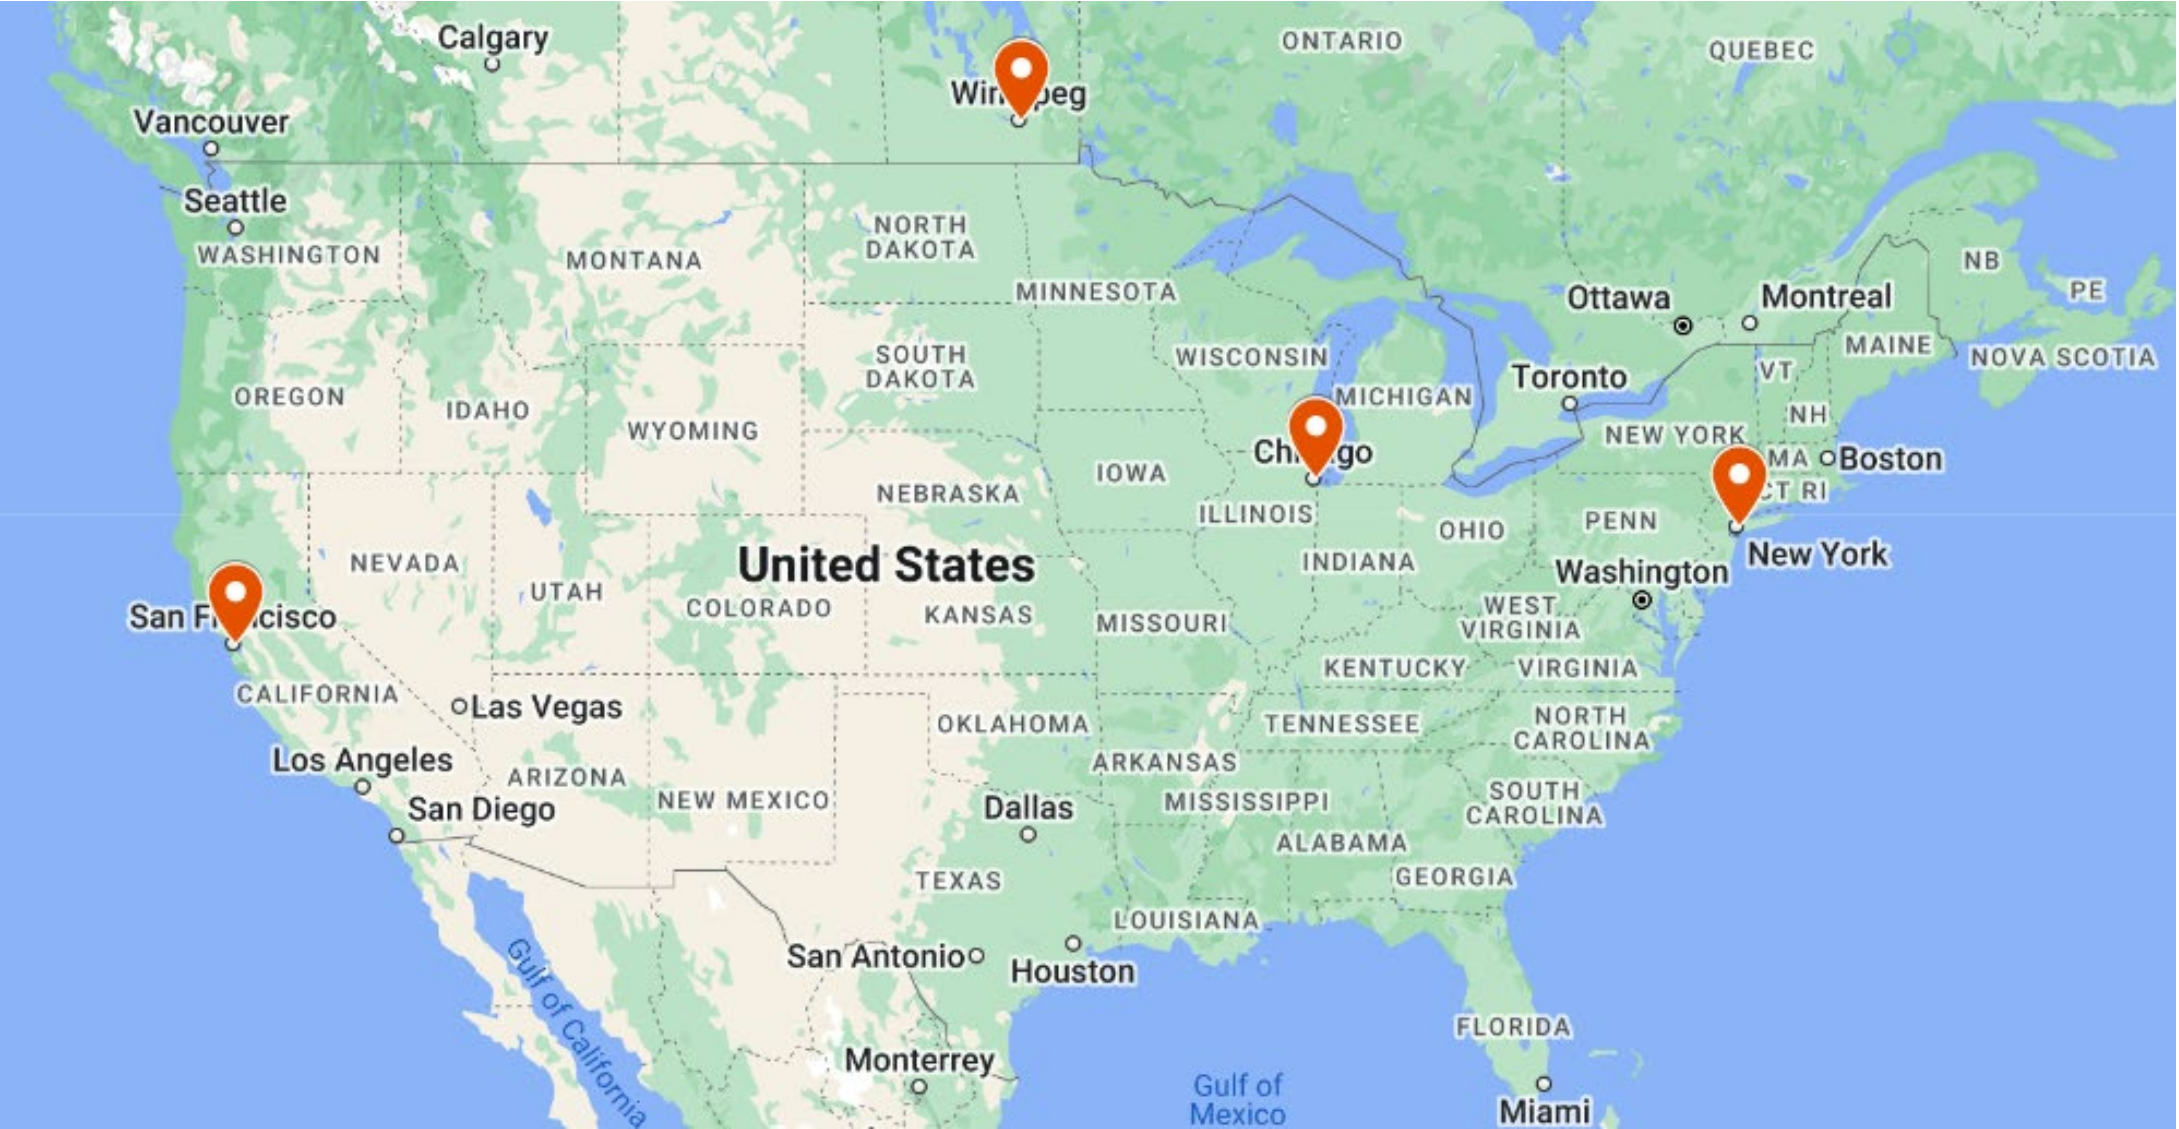 Calgary
ONTARIO
QUEBEC
Vancouver
Seattle
WASHINGTON
MONTANA
NORTH
DAKOTA
MINNESOTA
Ottawa
Montreal
NB
PE
NOVA SCOTIA
MAINE
VT
NH
SOUTH
DAKOTA
WISCONSIN
MICHIGAN
Toronto
OREGON
IDAHO
WYOMING
NEW YORK
MA
Boston
CT RI
IOWA
NEBRASKA
ILLINOIS
OHIO
PENN
New York
NEVADA
UTAH
United States
COLORADO
KANSAS
INDIANA
Washington
MISSOURI
WEST
VIRGINIA
KENTUCKY
VIRGINIA
CALIFORNIA
Las Vegas
OKLAHOMA
TENNESSEE
NORTH
CAROLINA
Los Angeles
ARIZONA
NEW MEXICO
ARKANSAS
San Diego
Dallas
MISSISSIPPI
SOUTH
CAROLINA
ALABAMA
GEORGIA
TEXAS
LOUISIANA
San Antonio
Houston
Gulf of California
FLORIDA
Monterrey
Gulf of
Mexico
Miami